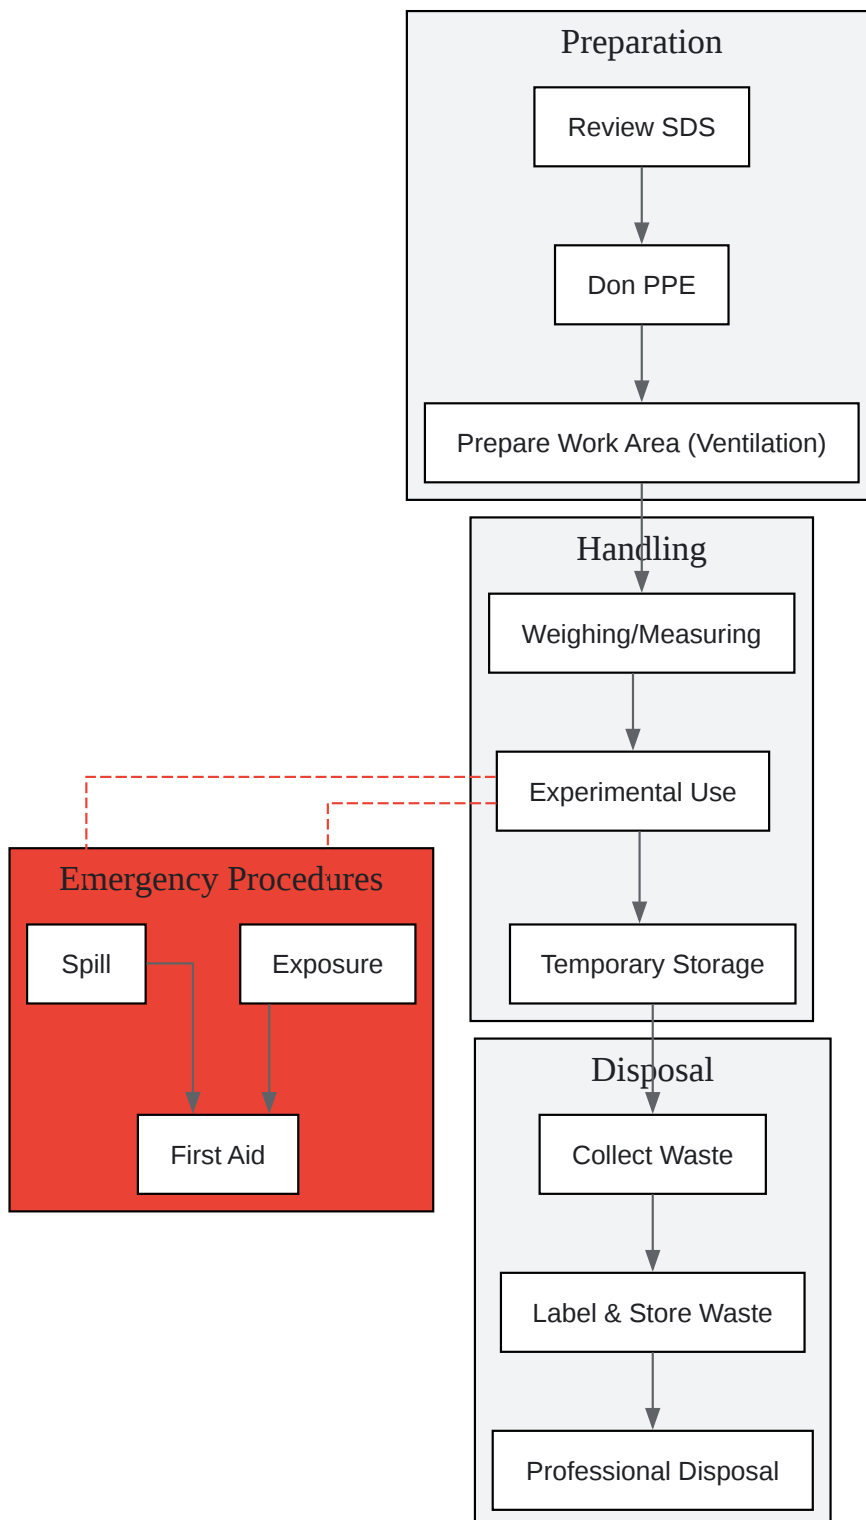 Preparation
Review SDS
Don PPE
Prepare Work Area (Ventilation)
Handling
Weighing/Measuring
Experimental Use
Temporary Storage
Emergency Procedures
Spill
Exposure
First Aid
Disposal
Collect Waste
Label & Store Waste
Professional Disposal